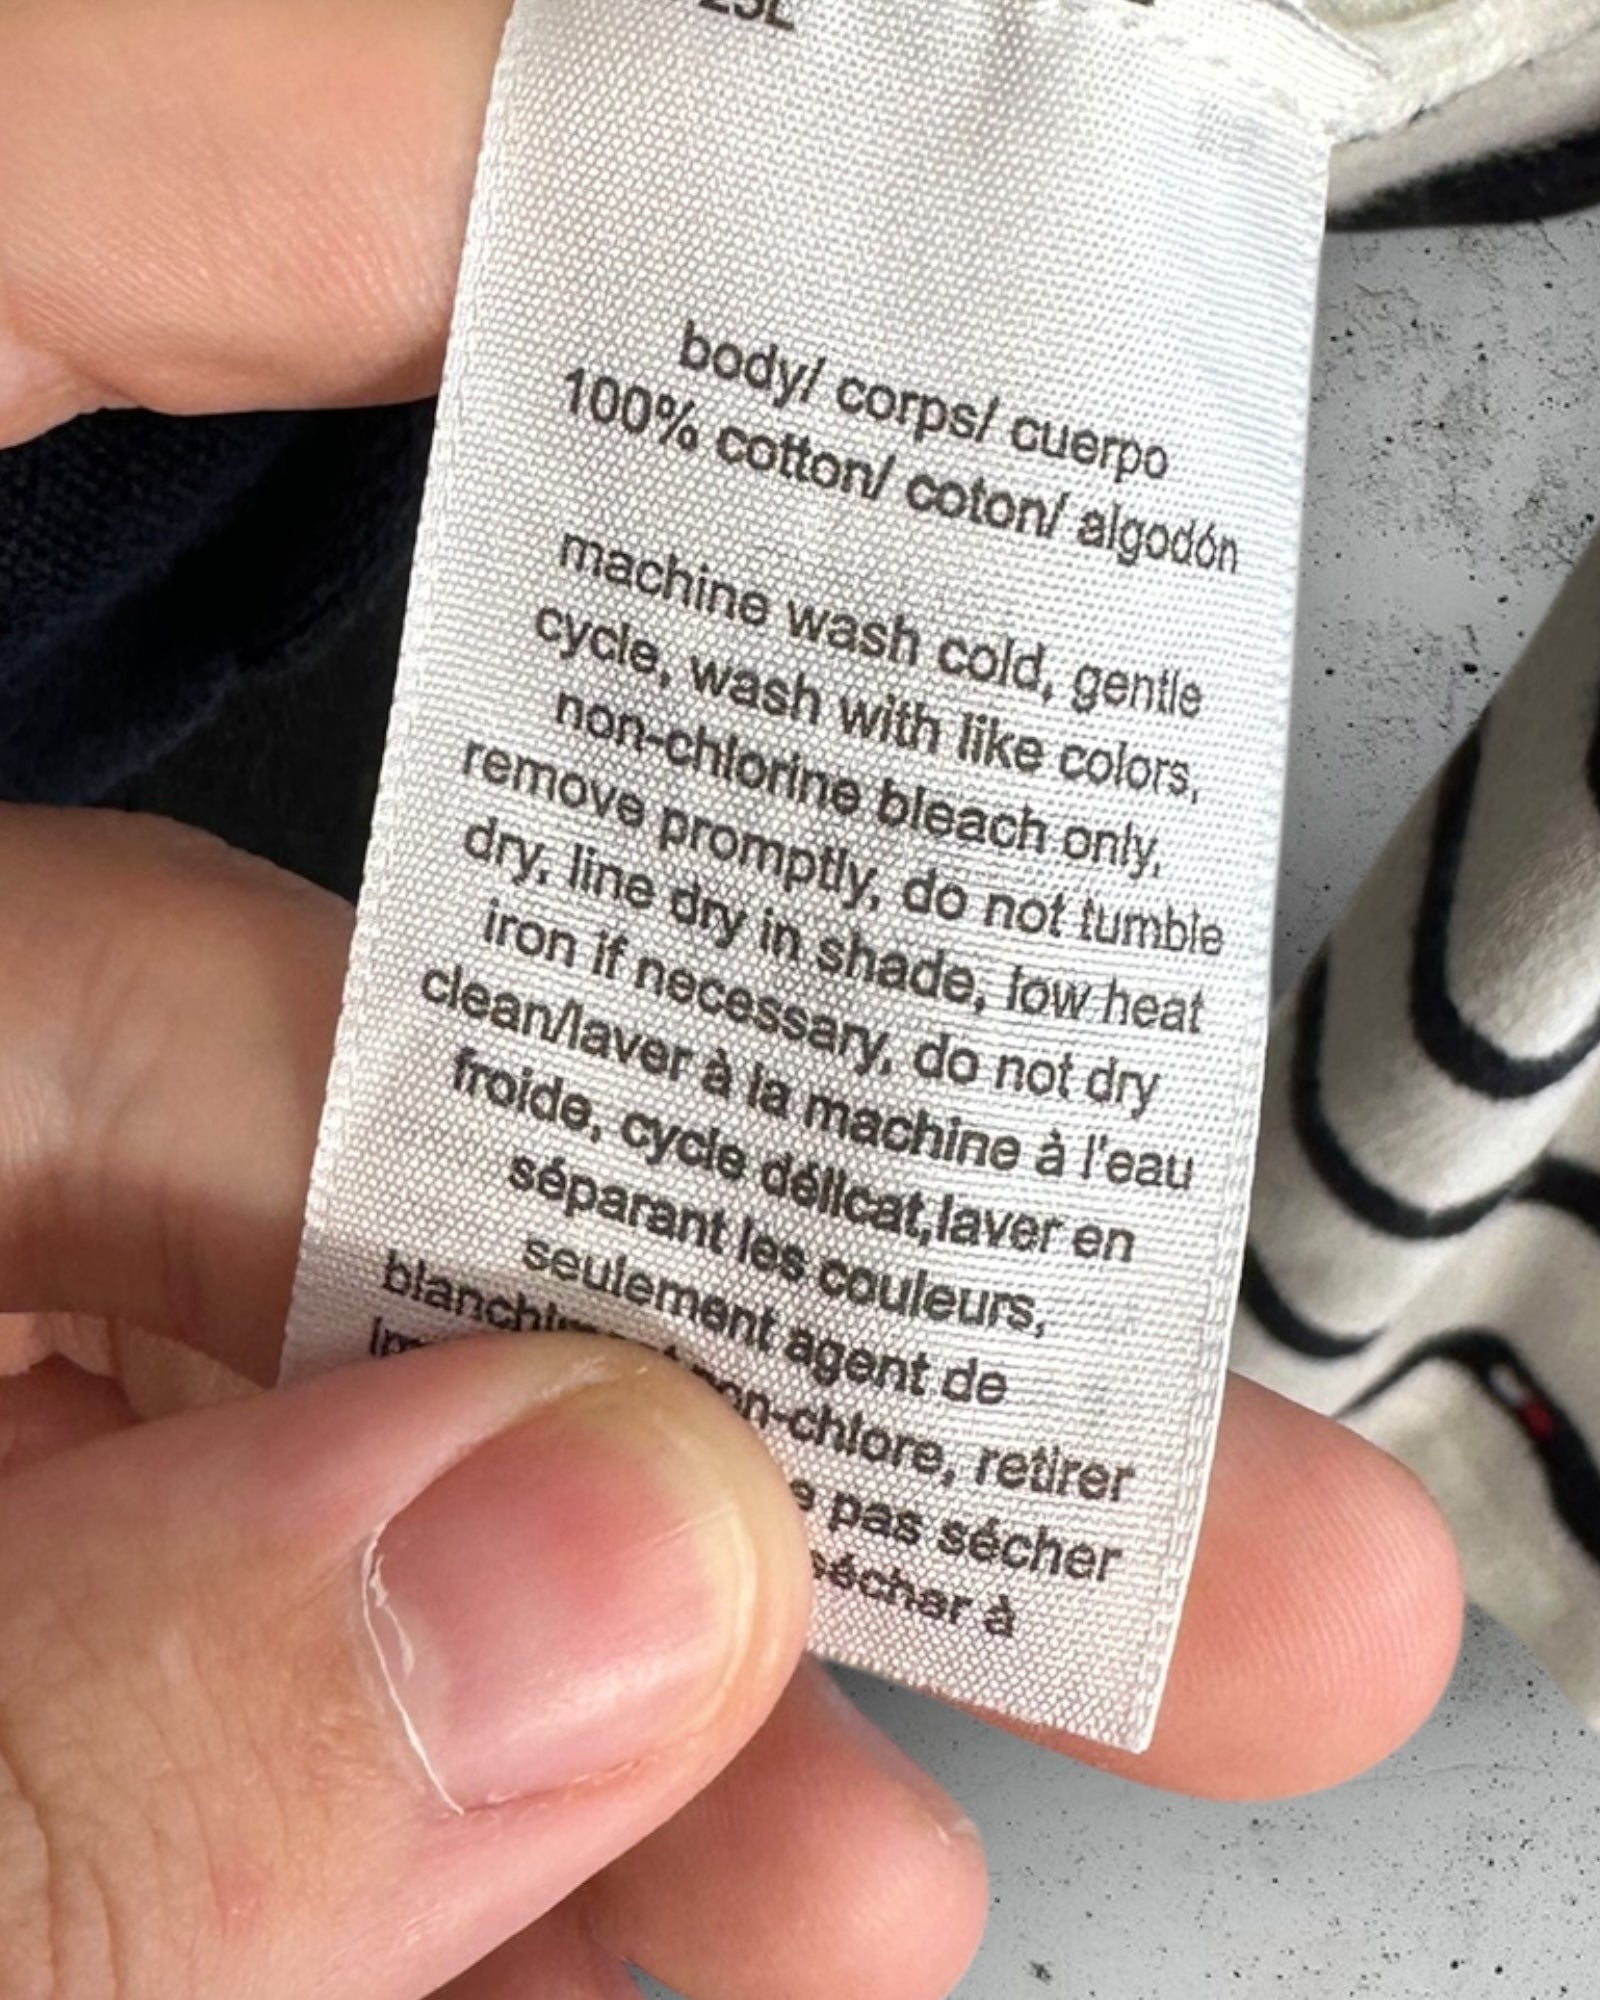 body/ corps/ cuerpo
100% cotton/ coton/ algodón
machine wash cold, gentle
cycle, wash with like colors,
non-chlorine bleach only,
remove promptly, do not tumble
dry, line dry in shade, low heat
iron if necessary, do not dry
clean/laver à la machine à l'eau
froide, cycle délicat,laver en
séparant les couleurs,
seulement agent de
non-chlore, retirer
pas sécher
séchar à